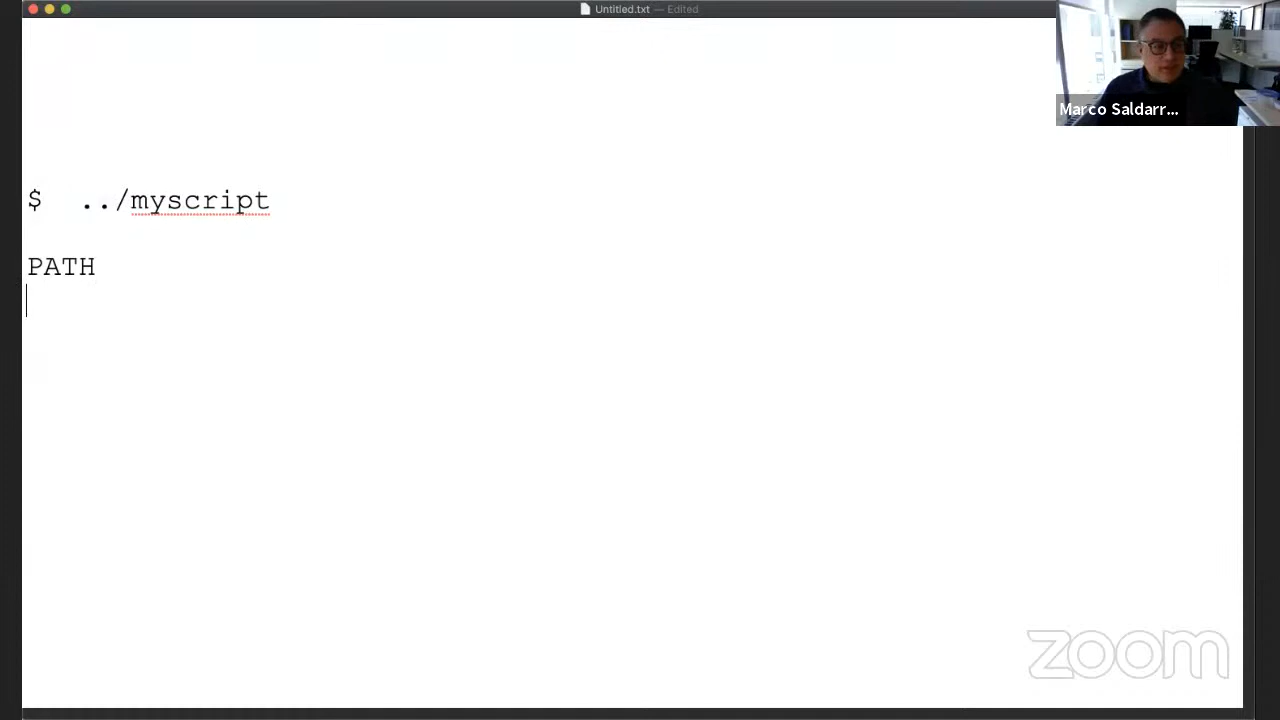 Untitled.txt — Edited
Marco Saldarr...
$ ../myscript
PATH
zoom